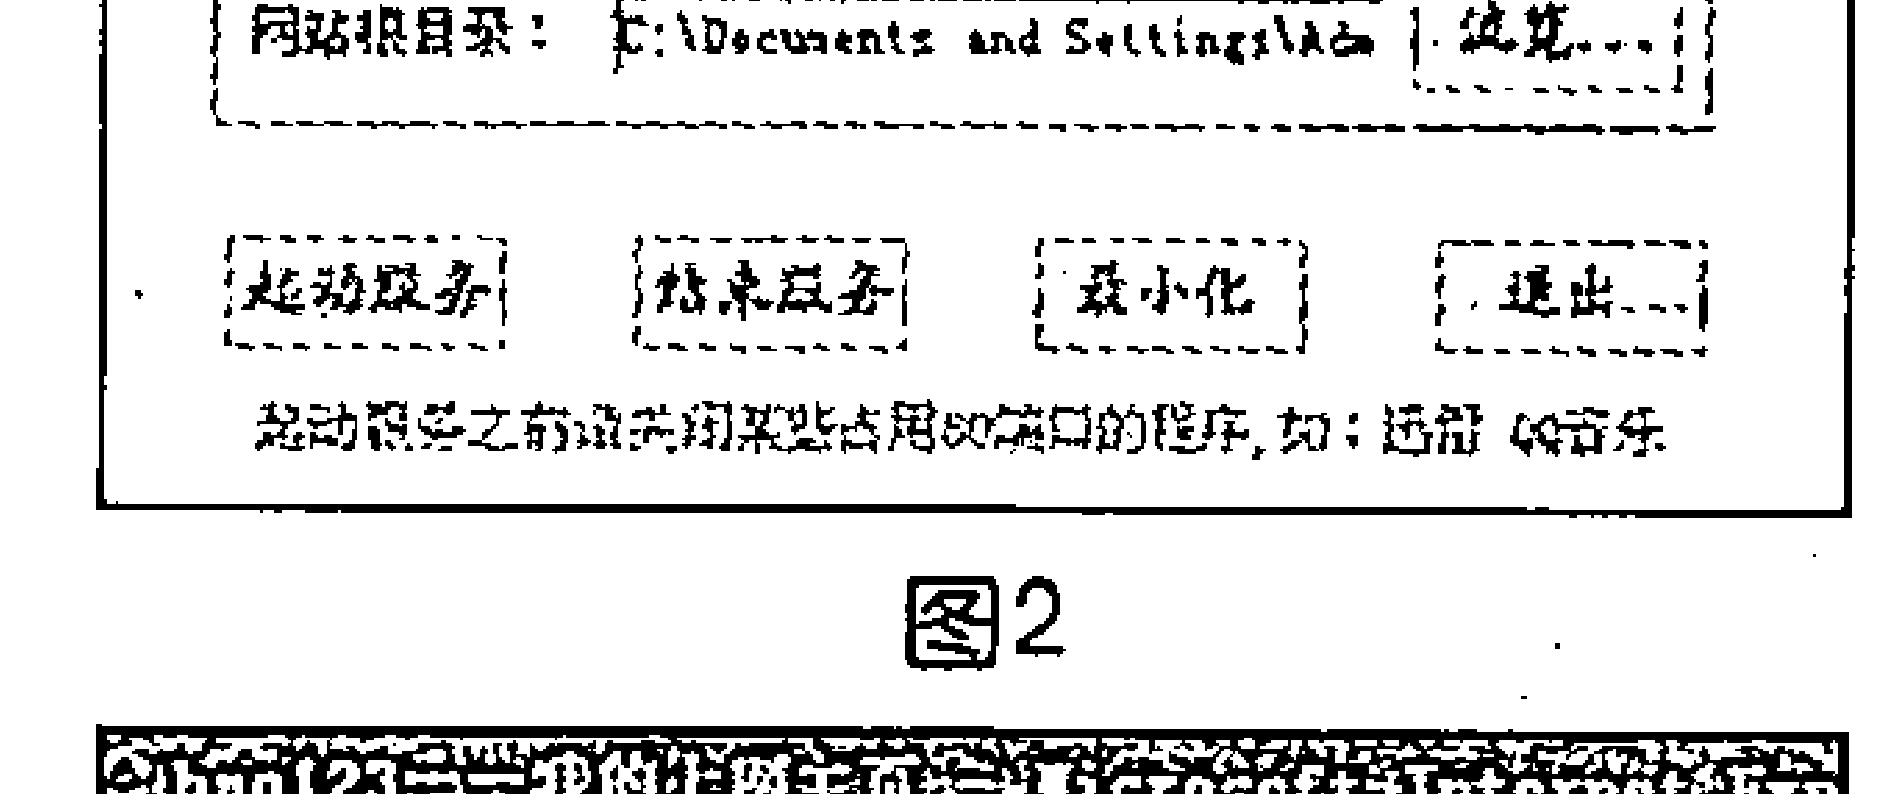 网站根目录： C:\Documents and Settings\Adm 浏览...
起动服务 结束服务 最小化 退出...
起动服务之前请关闭某些占用80端口的程序,如：迅雷 QQ音乐
图2